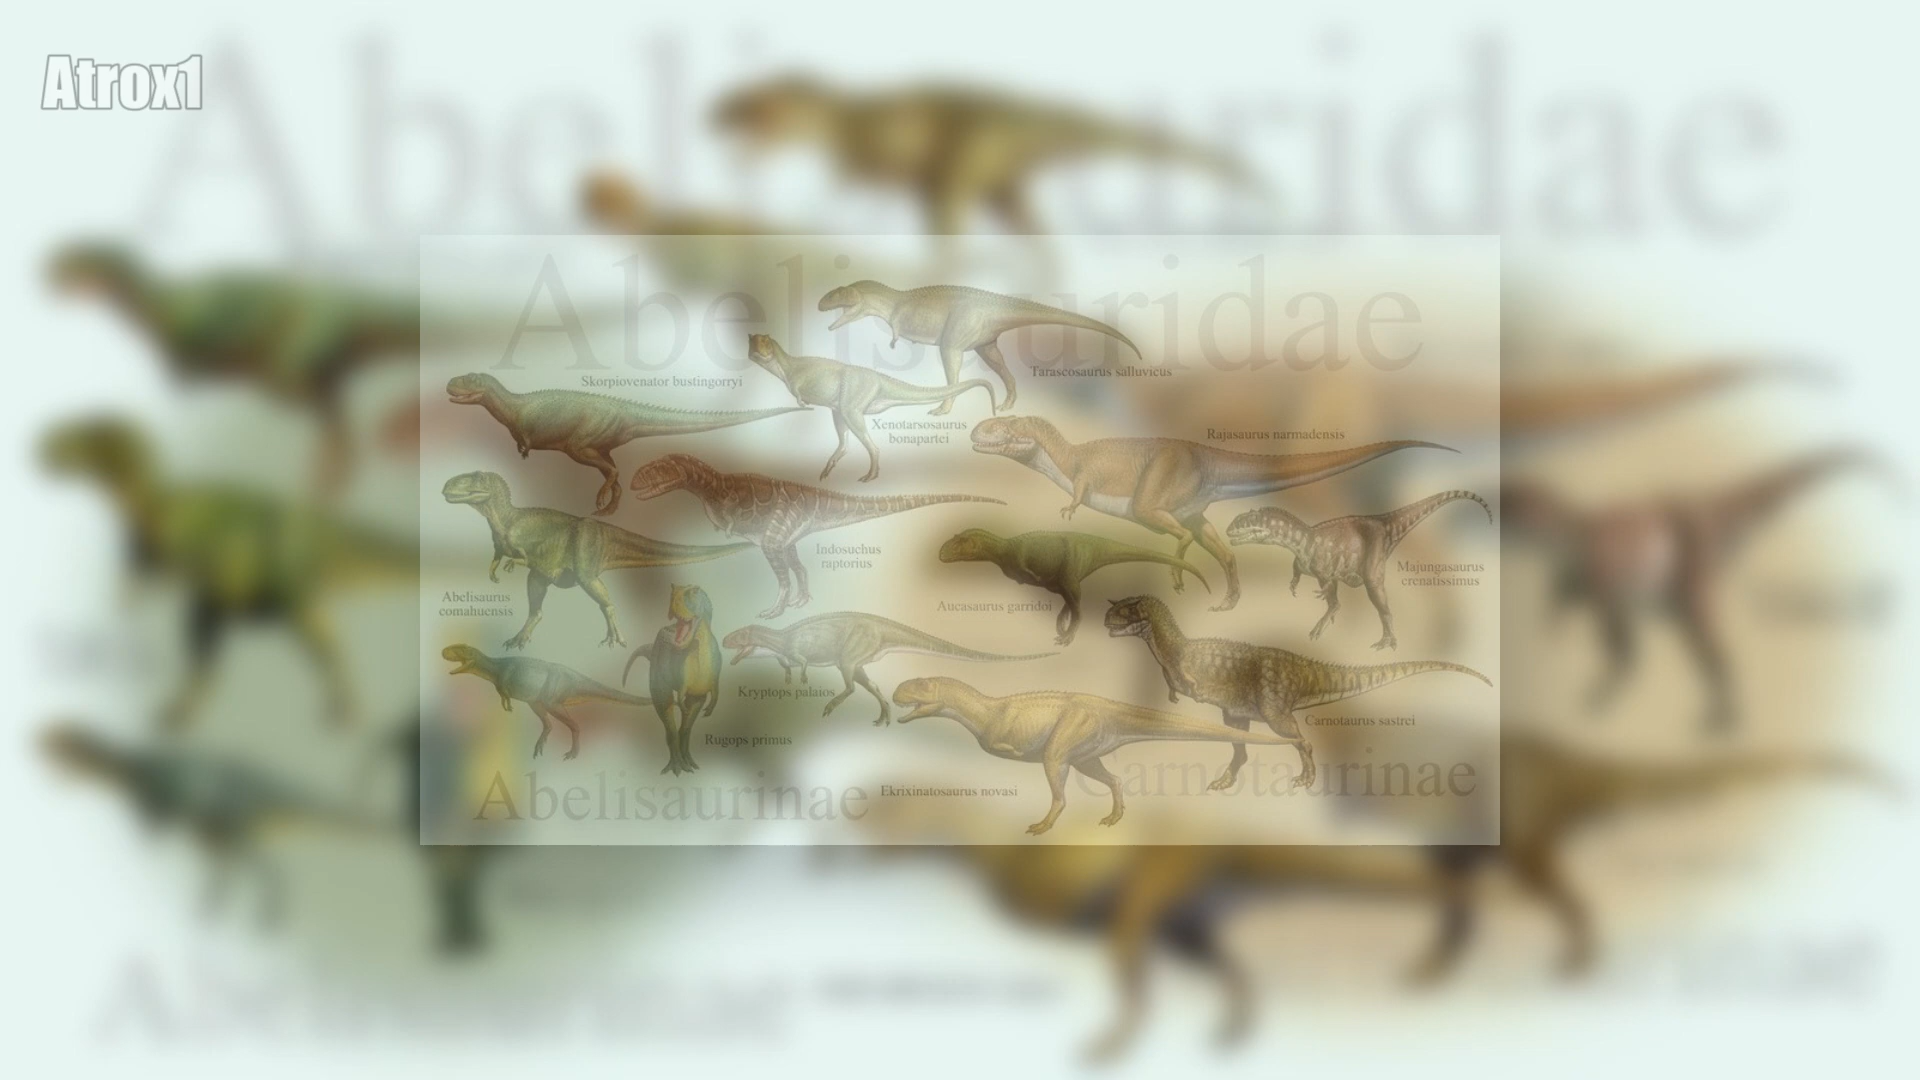 Atrox1
Abelisauridae
Tarascosaurus salluvicus
Skorpiovenator bustingorryi
Xenotarsosaurus
bonapartei
Rajasaurus narmadensis
Indosuchus
raptorius
Majungasaurus
crenatissimus
Abelisaurus
comahuensis
Aucasaurus garridoi
Kryptops palaios
Carnotaurus sastrei
Rugops primus
Abelisaurinae
Ekrixinatosaurus novasi
Carnotaurinae